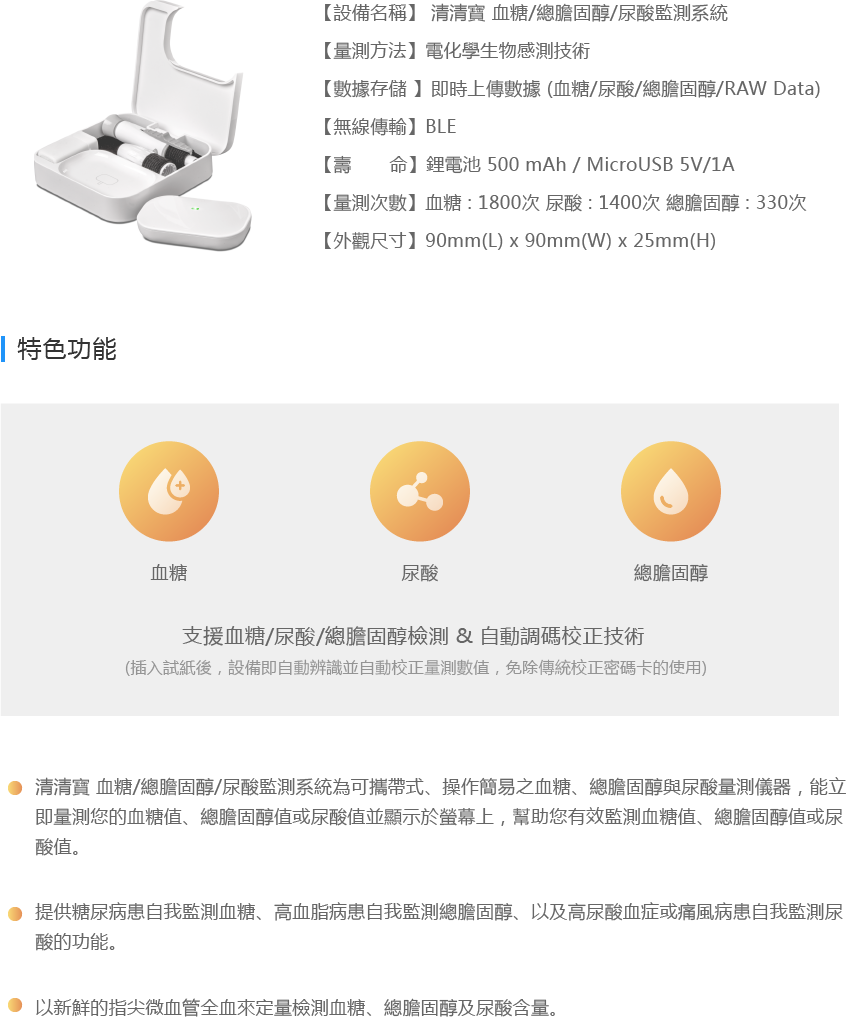 【設備名稱】 清清寶 血糖/總膽固醇/尿酸監測系統
【量測方法】電化學生物感測技術
【數據存儲 】即時上傳數據 (血糖/尿酸/總膽固醇/RAW Data)
【無線傳輸】BLE
【壽　　命】鋰電池 500 mAh / MicroUSB 5V/1A
【量測次數】血糖 : 1800次 尿酸 : 1400次 總膽固醇 : 330次
【外觀尺寸】90mm(L) x 90mm(W) x 25mm(H)
特色功能
血糖
尿酸
總膽固醇
支援血糖/尿酸/總膽固醇檢測 & 自動調碼校正技術
(插入試紙後，設備即自動辨識並自動校正量測數值，免除傳統校正密碼卡的使用)
清清寶 血糖/總膽固醇/尿酸監測系統為可攜帶式、操作簡易之血糖、總膽固醇與尿酸量測儀器，能立
即量測您的血糖值、總膽固醇值或尿酸值並顯示於螢幕上，幫助您有效監測血糖值、總膽固醇值或尿
酸值。
提供糖尿病患自我監測血糖、高血脂病患自我監測總膽固醇、以及高尿酸血症或痛風病患自我監測尿
酸的功能。
以新鮮的指尖微血管全血來定量檢測血糖、總膽固醇及尿酸含量。